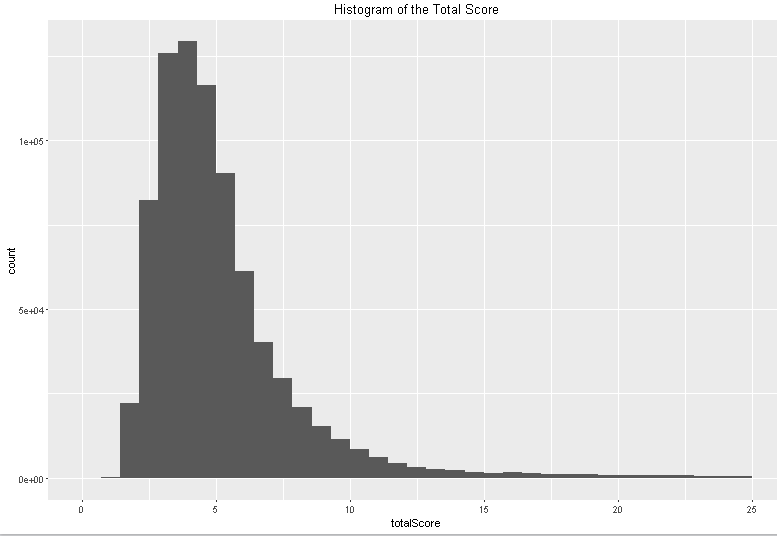 Histogram of the Total Score
1e+05
5e+04
0e+00
count
0 5 10 15 20 25
totalScore